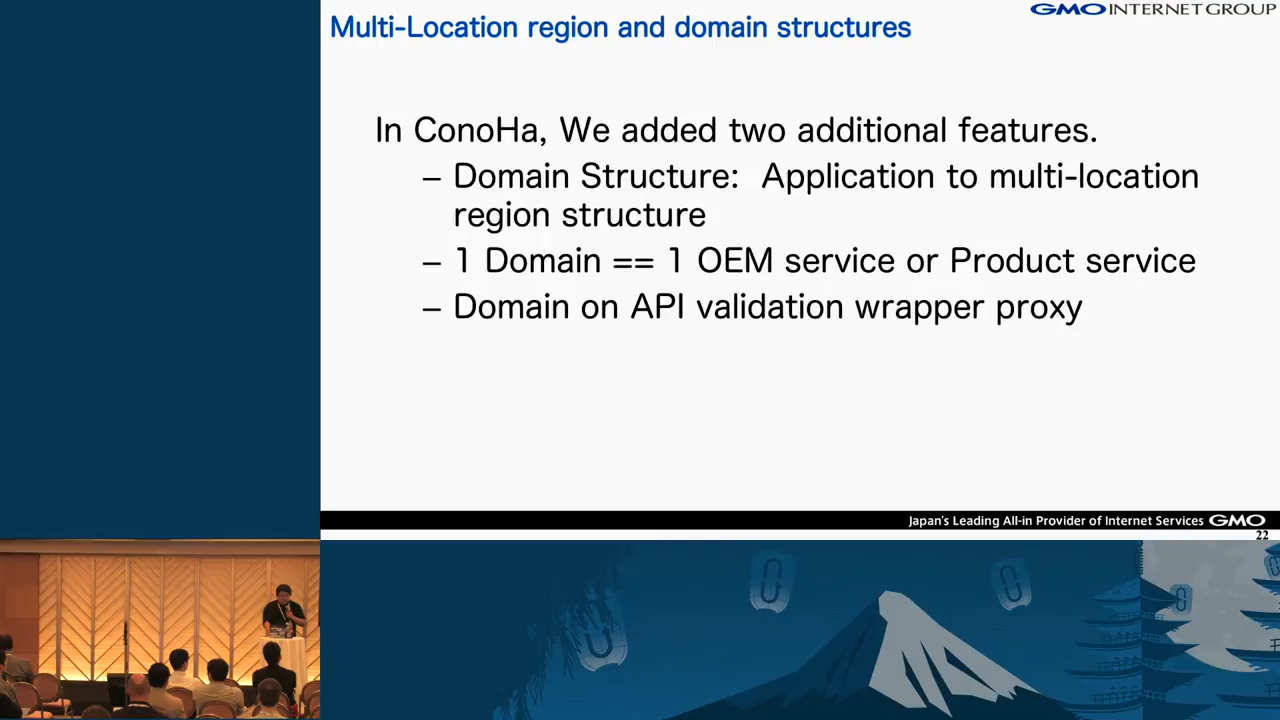 GMO INTERNET GROUP
Multi-Location region and domain structures
In ConoHa, We added two additional features.
– Domain Structure: Application to multi-location
region structure
– 1 Domain == 1 OEM service or Product service
– Domain on API validation wrapper proxy
Japan's Leading All-in Provider of Internet Services GMO
22